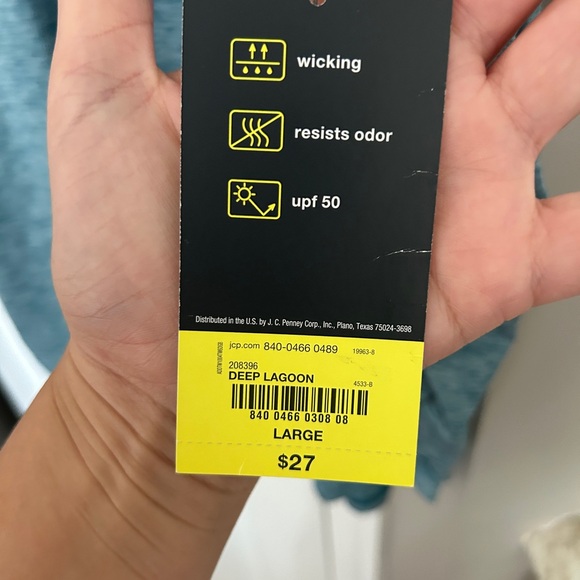 wicking
resists odor
upf 50
Distributed in the U.S. by J. C. Penney Corp., Inc., Plano, Texas 75024-3698
jcp.com 840-0466 0489 19963-8
208396
DEEP LAGOON 4533-8
840 0466 0308 08
LARGE
$27